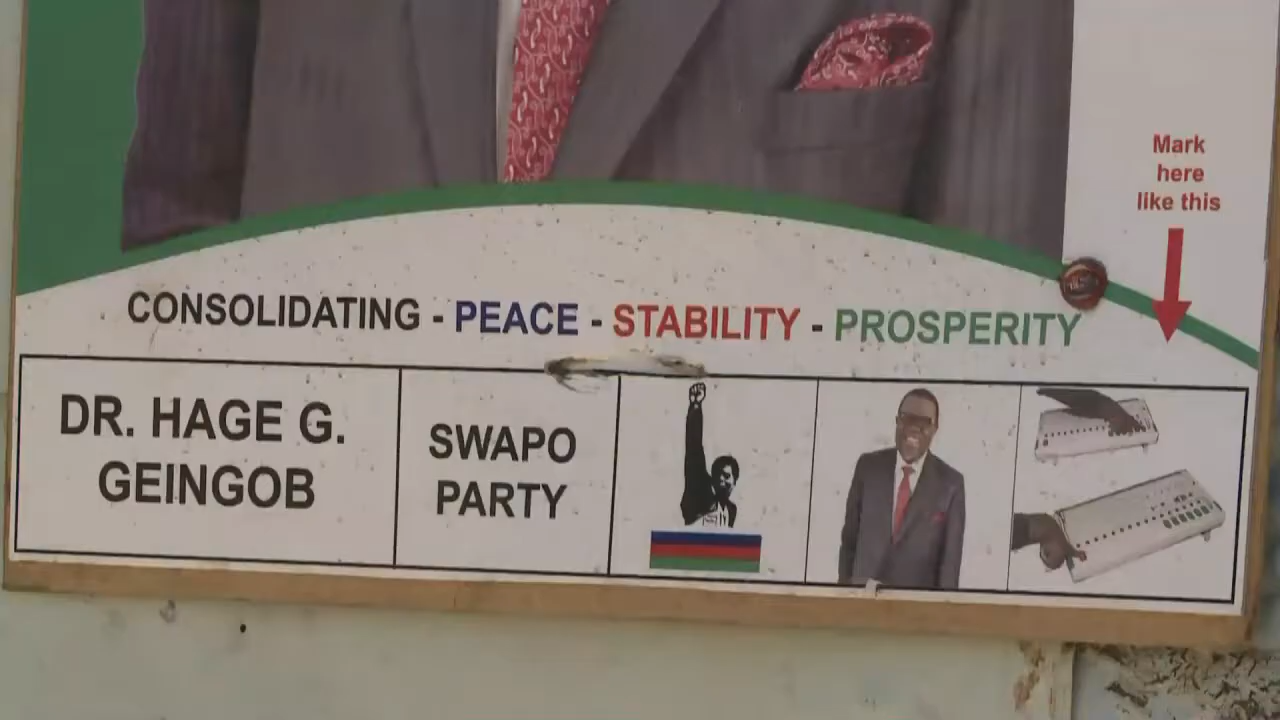 Mark
here
like this
CONSOLIDATING - PEACE - STABILITY - PROSPERITY
DR. HAGE G.
GEINGOB
SWAPO
PARTY